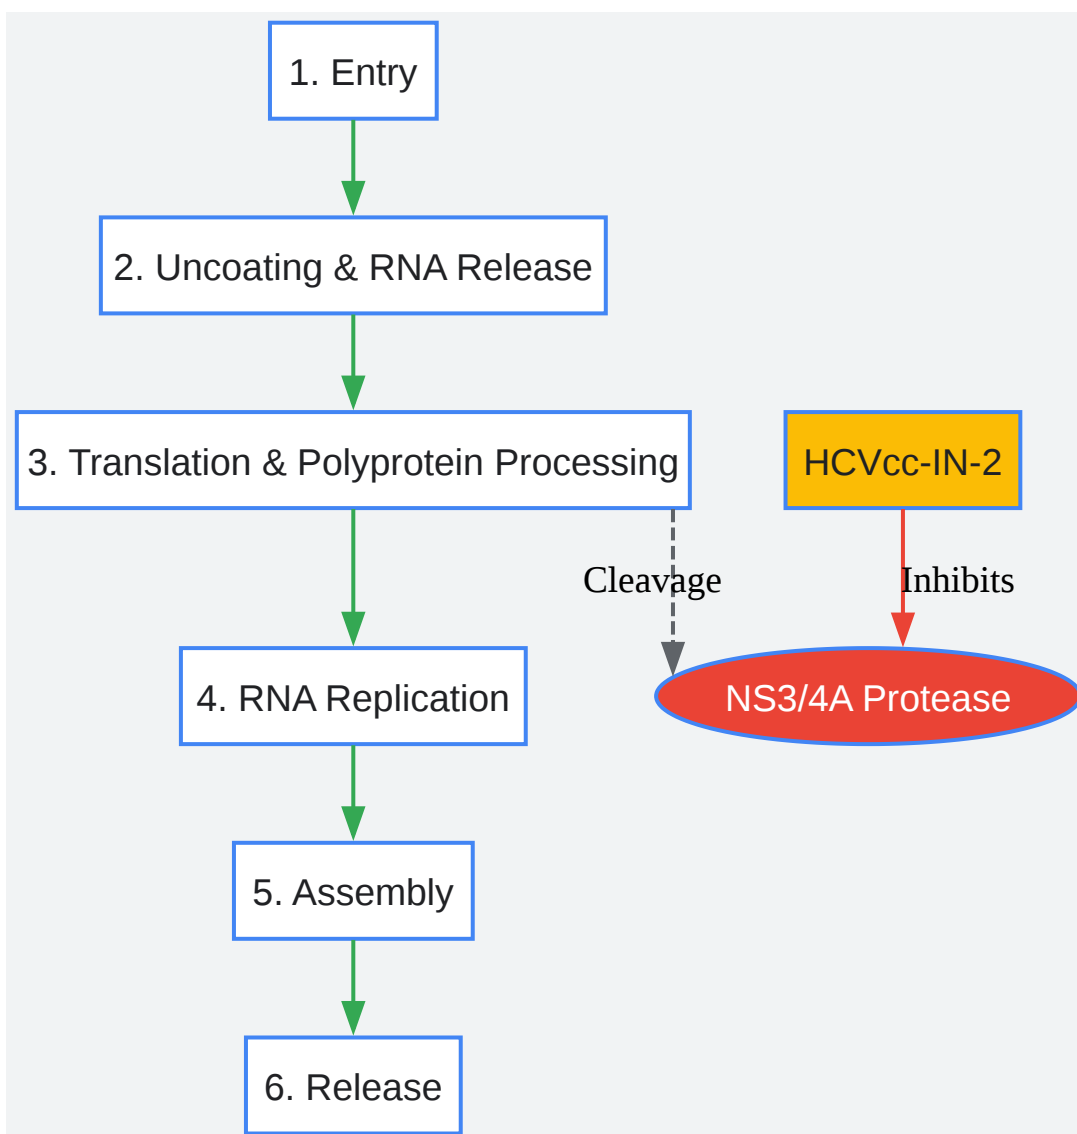 1. Entry
2. Uncoating & RNA Release
3. Translation & Polyprotein Processing
HCVcc-IN-2
Cleavage
Inhibits
4. RNA Replication
NS3/4A Protease
5. Assembly
6. Release